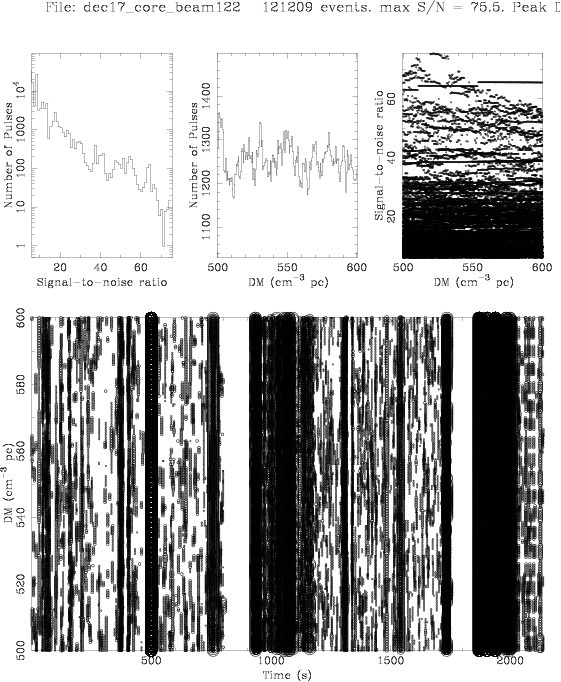 File: dec17_core_beam122 121209 events. max S/N = 75.5. Peak D
Number of Pulses
1 10 100 1000 10⁴
20 40 60
Signal-to-noise ratio
Number of Pulses
1100 1200 1300 1400
500 550 600
DM (cm⁻³ pc)
Signal-to-noise ratio
20 40 60
500 550 600
DM (cm⁻³ pc)
DM (cm⁻³ pc)
500 520 540 560 580 600
500 1000 1500 2000
Time (s)